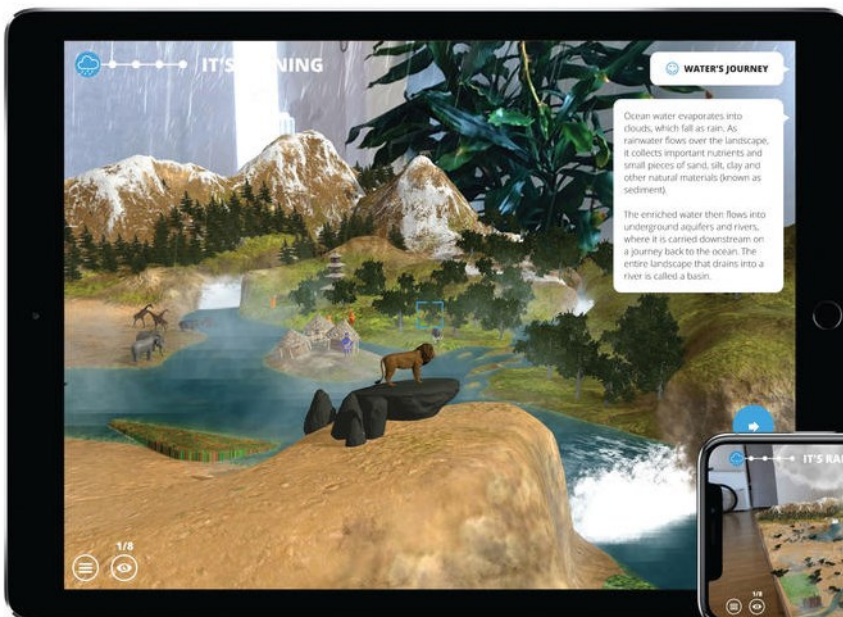 IT'S RAINING
WATER'S JOURNEY
Ocean water evaporates into
clouds, which fall as rain. As
rainwater flows over the landscape,
it collects important nutrients and
small pieces of sand, silt, clay and
other natural materials (known as
sediment).
The enriched water then flows into
underground aquifers and rivers,
where it is carried downstream on
a journey back to the ocean. The
entire landscape that drains into a
river is called a basin.
1/8
IT'S RAI
1/8